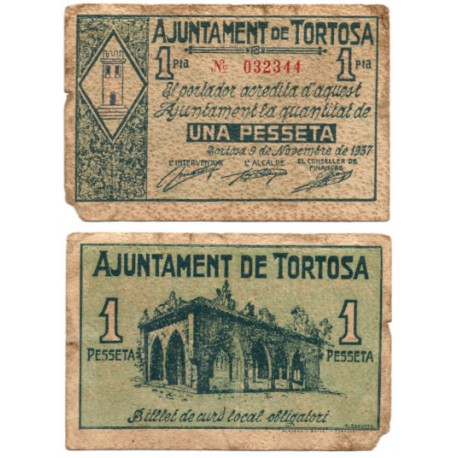 AJUNTAMENT DE TORTOSA
1 Pta
Nº 032344
1 Pta
El portador acredita d'aquest
Ajuntament la quantitat de
UNA PESSETA
Tortosa 9 de Novembre de 1937
L'INTERVENTOR L'ALCALDE EL CONSELLER DE FINANCES
AJUNTAMENT DE TORTOSA
1 PESSETA
1 PESSETA
Bitllet de curs local obligatori